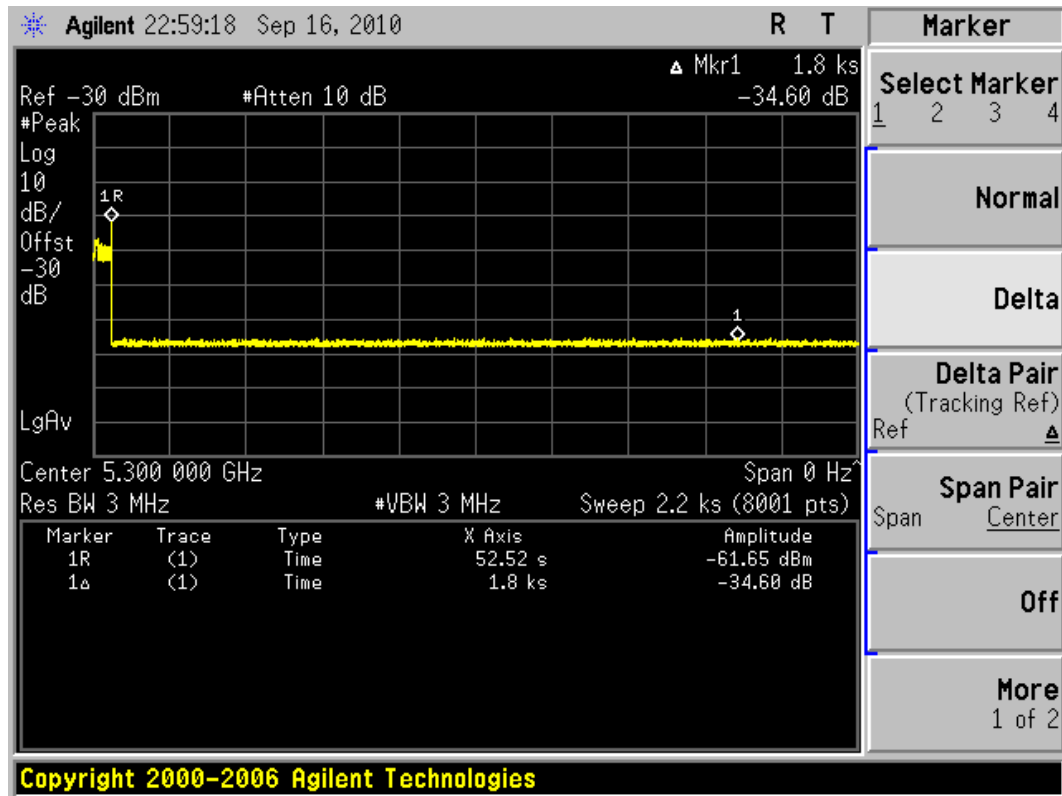 Agilent 22:59:18 Sep 16, 2010 R T
Δ Mkr1 1.8 ks
Ref -30 dBm #Atten 10 dB -34.60 dB
#Peak
Log
10
dB/
Offst
-30
dB
1R
1
LgAv
Center 5.300 000 GHz Span 0 Hz^
Res BW 3 MHz #VBW 3 MHz Sweep 2.2 ks (8001 pts)
Marker Trace Type X Axis Amplitude
1R (1) Time 52.52 s -61.65 dBm
1Δ (1) Time 1.8 ks -34.60 dB
Marker
Select Marker
1 2 3 4
Normal
Delta
Delta Pair
(Tracking Ref)
Ref Δ
Span Pair
Span Center
Off
More
1 of 2
Copyright 2000-2006 Agilent Technologies